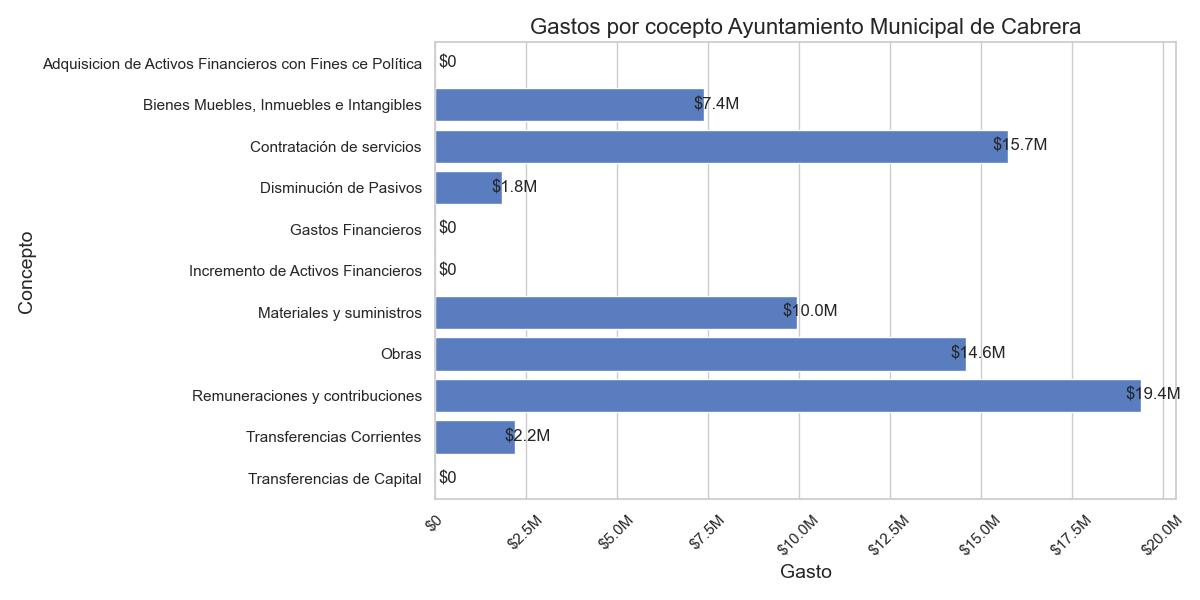 Gastos por cocepto Ayuntamiento Municipal de Cabrera
Concepto
Adquisicion de Activos Financieros con Fines ce Política $0
Bienes Muebles, Inmuebles e Intangibles $7.4M
Contratación de servicios $15.7M
Disminución de Pasivos $1.8M
Gastos Financieros $0
Incremento de Activos Financieros $0
Materiales y suministros $10.0M
Obras $14.6M
Remuneraciones y contribuciones $19.4M
Transferencias Corrientes $2.2M
Transferencias de Capital $0
$0 $2.5M $5.0M $7.5M $10.0M $12.5M $15.0M $17.5M $20.0M
Gasto